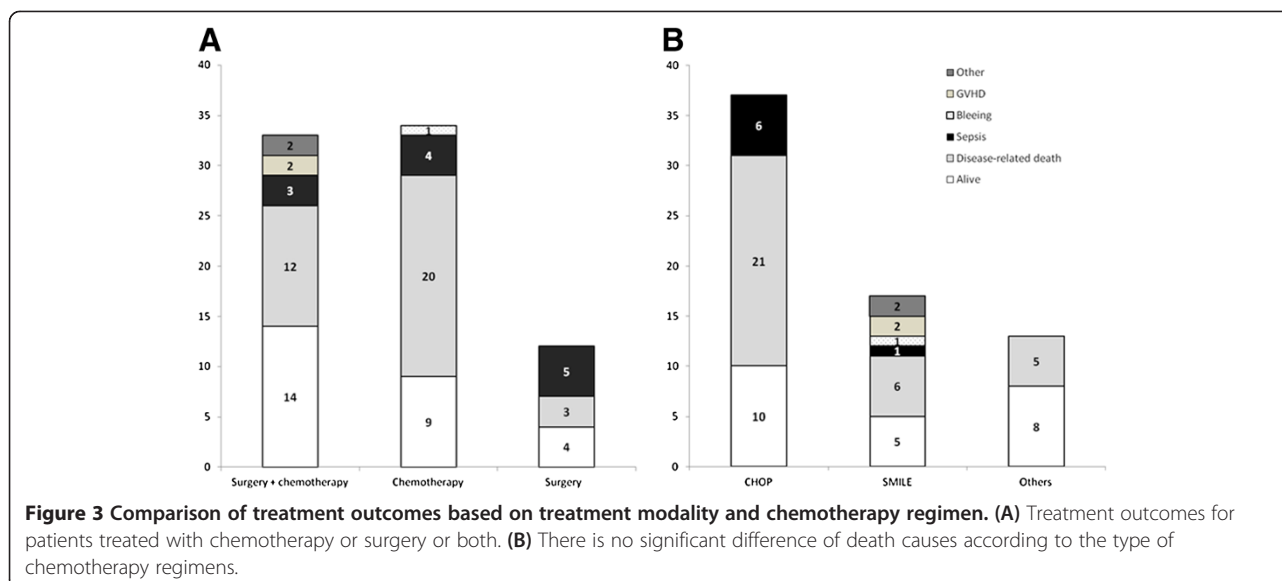 A
40
35
30
25
20
15
10
5
0
2
2
3
12
14
1
4
20
9
5
3
4
Surgery + chemotherapy
Chemotherapy
Surgery
B
40
35
30
25
20
15
10
5
0
6
21
10
2
2
1
1
6
5
5
8
CHOP
SMILE
Others
Other
GVHD
Bleeing
Sepsis
Disease-related death
Alive
Figure 3 Comparison of treatment outcomes based on treatment modality and chemotherapy regimen. (A) Treatment outcomes for
patients treated with chemotherapy or surgery or both. (B) There is no significant difference of death causes according to the type of
chemotherapy regimens.